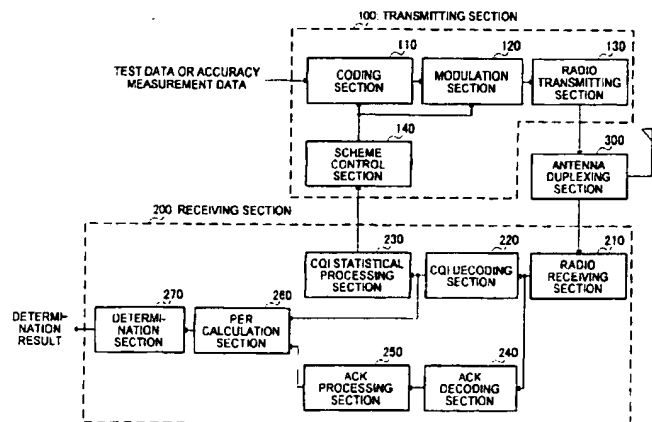 100: TRANSMITTING SECTION
110
120
130
TEST DATA OR ACCURACY
MEASUREMENT DATA
CODING
SECTION
MODULATION
SECTION
RADIO
TRANSMITTING
SECTION
140
SCHEME
CONTROL
SECTION
300
ANTENNA
DUPLEXING
SECTION
200: RECEIVING SECTION
230
220
210
CQI STATISTICAL
PROCESSING
SECTION
CQI DECODING
SECTION
RADIO
RECEIVING
SECTION
270
260
DETERMI-
NATION
RESULT
DETERMI-
NATION
SECTION
PER
CALCULATION
SECTION
250
240
ACK
PROCESSING
SECTION
ACK
DECODING
SECTION